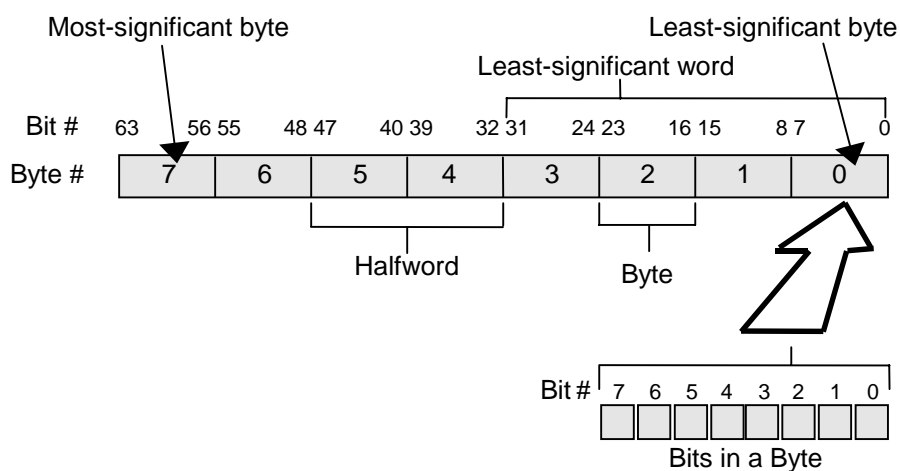 Most-significant byte Least-significant byte
Least-significant word
Bit # 63 56 55 48 47 40 39 32 31 24 23 16 15 8 7 0
Byte # 7 6 5 4 3 2 1 0
Halfword Byte
Bit # 7 6 5 4 3 2 1 0
Bits in a Byte